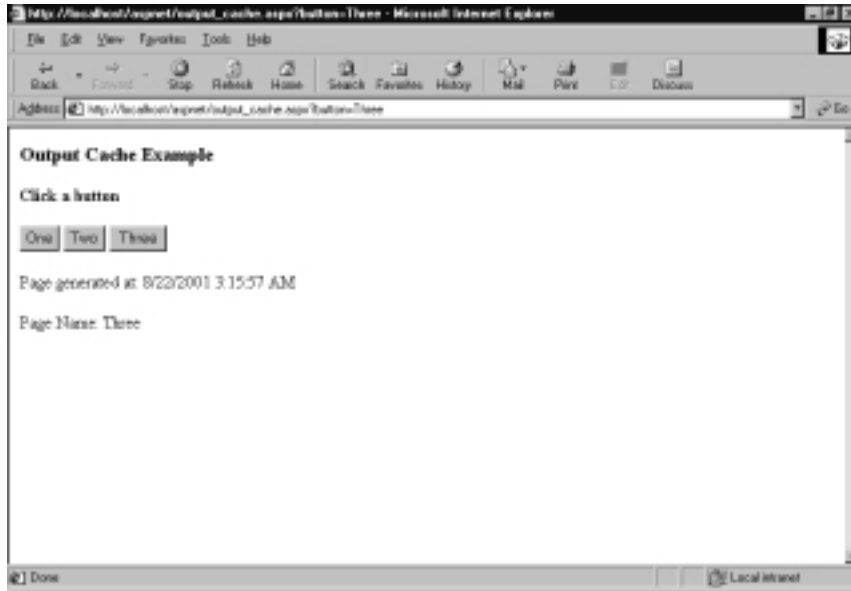 http://localhost/aspnet/output_cache.aspx?button=Three - Microsoft Internet Explorer
File Edit View Favorites Tools Help
Back Forward Stop Refresh Home Search Favorites History Mail Print Edit Discuss
Address http://localhost/aspnet/output_cache.aspx?button=Three Go
Output Cache Example
Click a button
One Two Three
Page generated at: 8/22/2001 3:15:57 AM
Page Name: Three
Done Local intranet